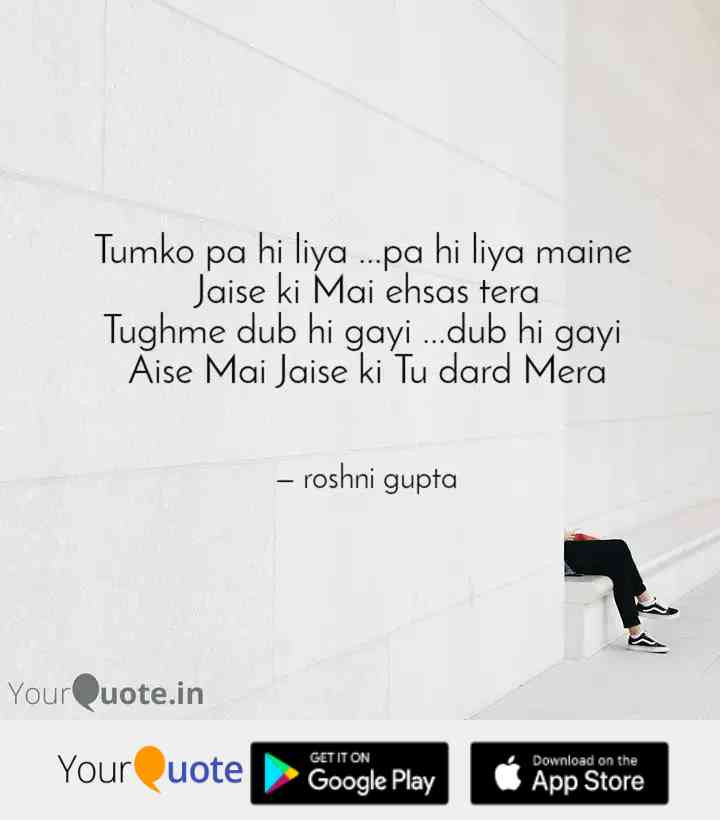 Tumko pa hi liya ...pa hi liya maine
Jaise ki Mai ehsas tera
Tughme dub hi gayi ...dub hi gayi
Aise Mai Jaise ki Tu dard Mera
– roshni gupta
YourQuote.in
YourQuote
GET IT ON
Google Play
Download on the
App Store